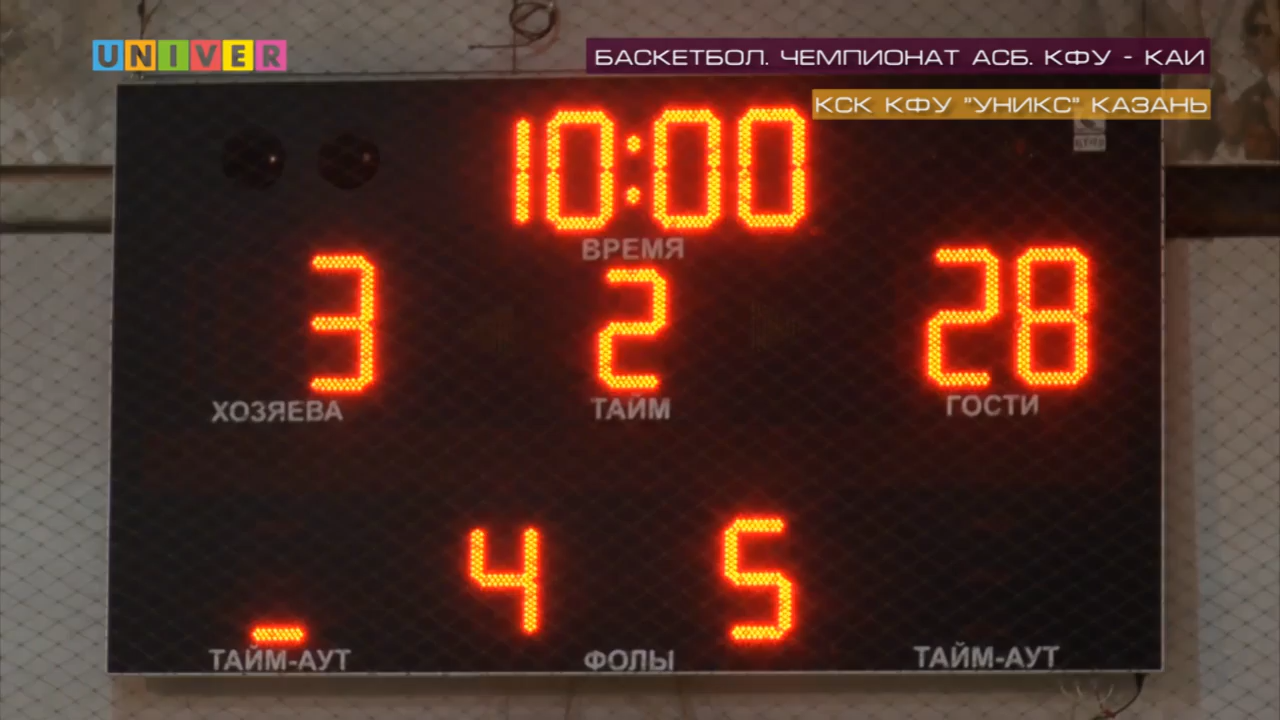 UNIVER
БАСКЕТБОЛ. ЧЕМПИОНАТ АСБ. КФУ - КАИ
КСК КФУ "УНИКС" КАЗАНЬ
10:00
ВРЕМЯ
3 2 28
ХОЗЯЕВА ТАЙМ ГОСТИ
4 5
ТАЙМ-АУТ ФОЛЫ ТАЙМ-АУТ